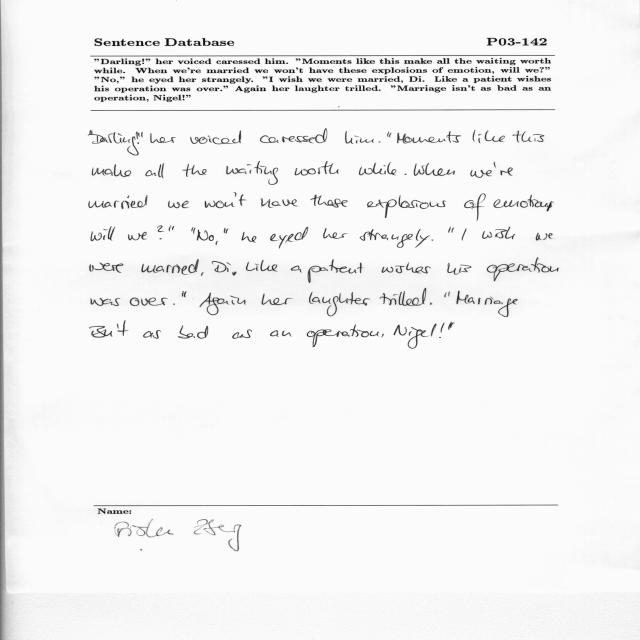 Sentence Database P03-142
"Darling!" her voiced caressed him. "Moments like this make all the waiting worth
while. When we're married we won't have these explosions of emotion, will we?"
"No," he eyed her strangely. "I wish we were married, Di. Like a patient wishes
his operation was over." Again her laughter trilled. "Marriage isn't as bad as an
operation, Nigel!"
"Darling!" her voiced caressed him. "Moments like this
make all the waiting worth while. When we're
married we won't have these explosions of emotion,
will we?" "No," he eyed her strangely. "I wish we
were married, Di. Like a patient wishes his operation
was over." Again her laughter trilled. "Marriage
isn't as bad as an operation, Nigel!"
Name: